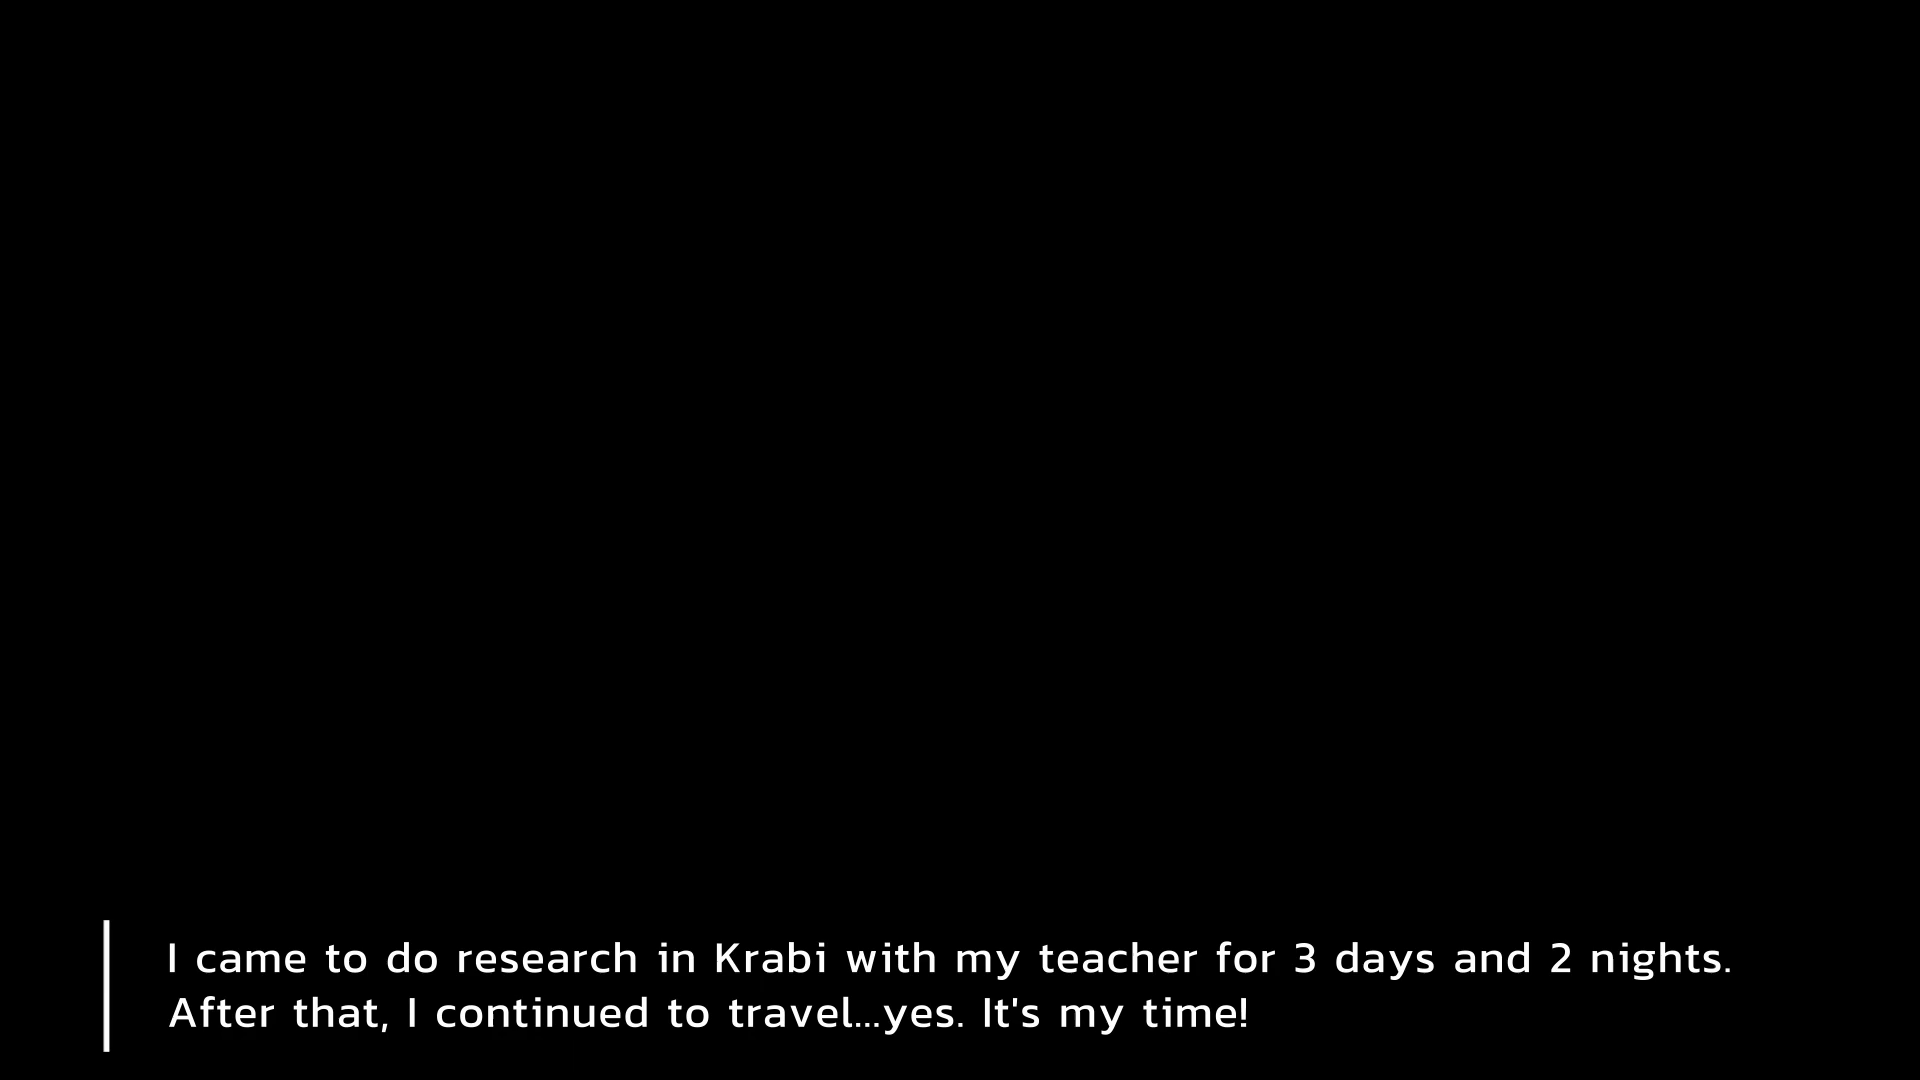 I came to do research in Krabi with my teacher for 3 days and 2 nights.
After that, I continued to travel...yes. It's my time!